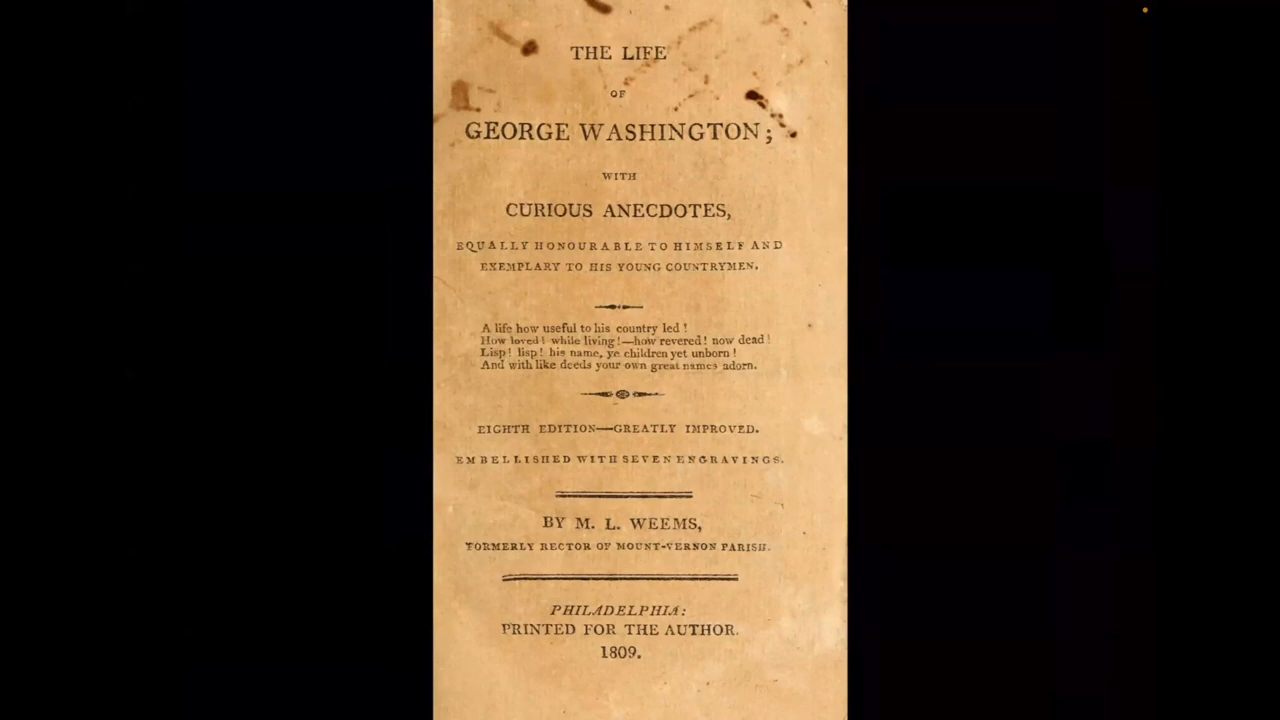 THE LIFE
OF
GEORGE WASHINGTON;
WITH
CURIOUS ANECDOTES,
EQUALLY HONOURABLE TO HIMSELF AND
EXEMPLARY TO HIS YOUNG COUNTRYMEN.
A life how useful to his country led!
How loved! while living!—how revered! now dead!
Lisp! lisp! his name, ye children yet unborn!
And with like deeds your own great names adorn.
EIGHTH EDITION—GREATLY IMPROVED.
EMBELLISHED WITH SEVEN ENGRAVINGS.
BY M. L. WEEMS,
FORMERLY RECTOR OF MOUNT-VERNON PARISH.
PHILADELPHIA:
PRINTED FOR THE AUTHOR.
1809.